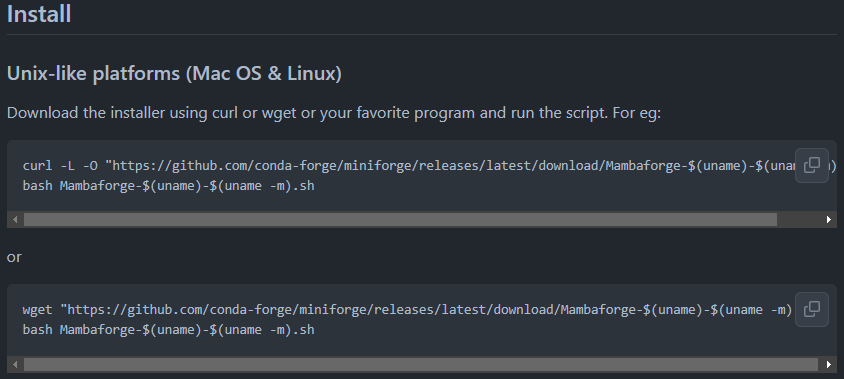 Install
Unix-like platforms (Mac OS & Linux)
Download the installer using curl or wget or your favorite program and run the script. For eg:
curl -L -O "https://github.com/conda-forge/miniforge/releases/latest/download/Mambaforge-$(uname)-$(uname -m)
bash Mambaforge-$(uname)-$(uname -m).sh
or
wget "https://github.com/conda-forge/miniforge/releases/latest/download/Mambaforge-$(uname)-$(uname -m)
bash Mambaforge-$(uname)-$(uname -m).sh